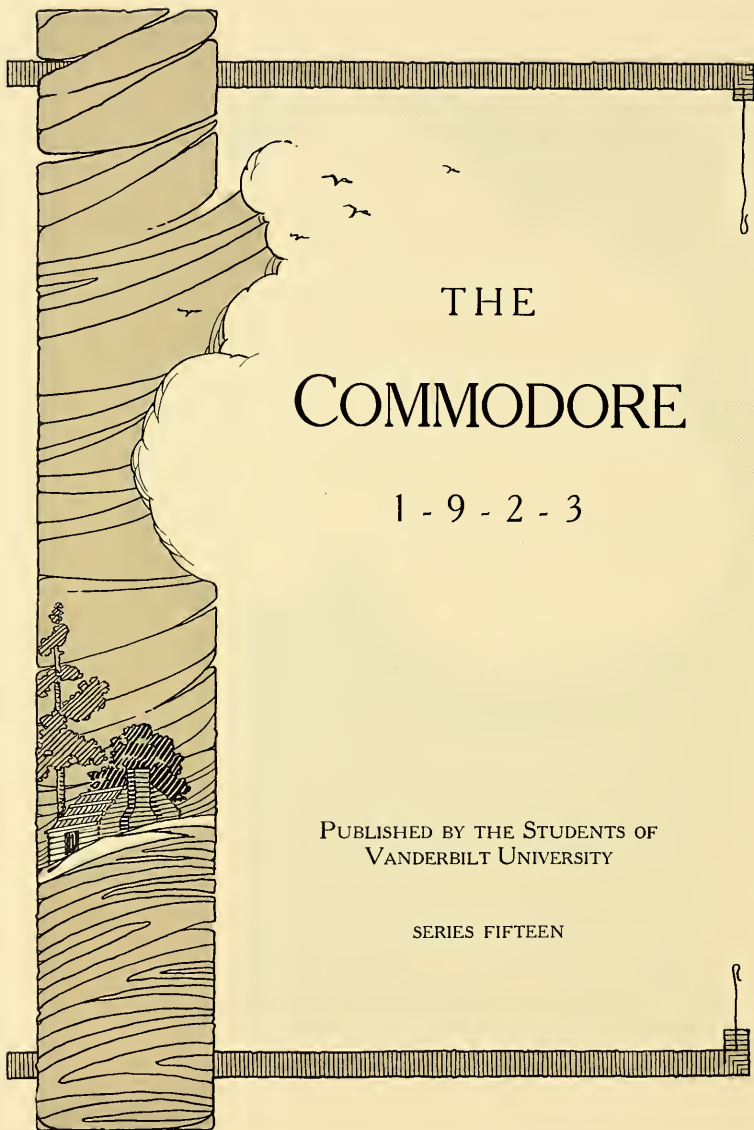 THE
COMMODORE
1-9-2-3
PUBLISHED BY THE STUDENTS OF
VANDERBILT UNIVERSITY
SERIES FIFTEEN